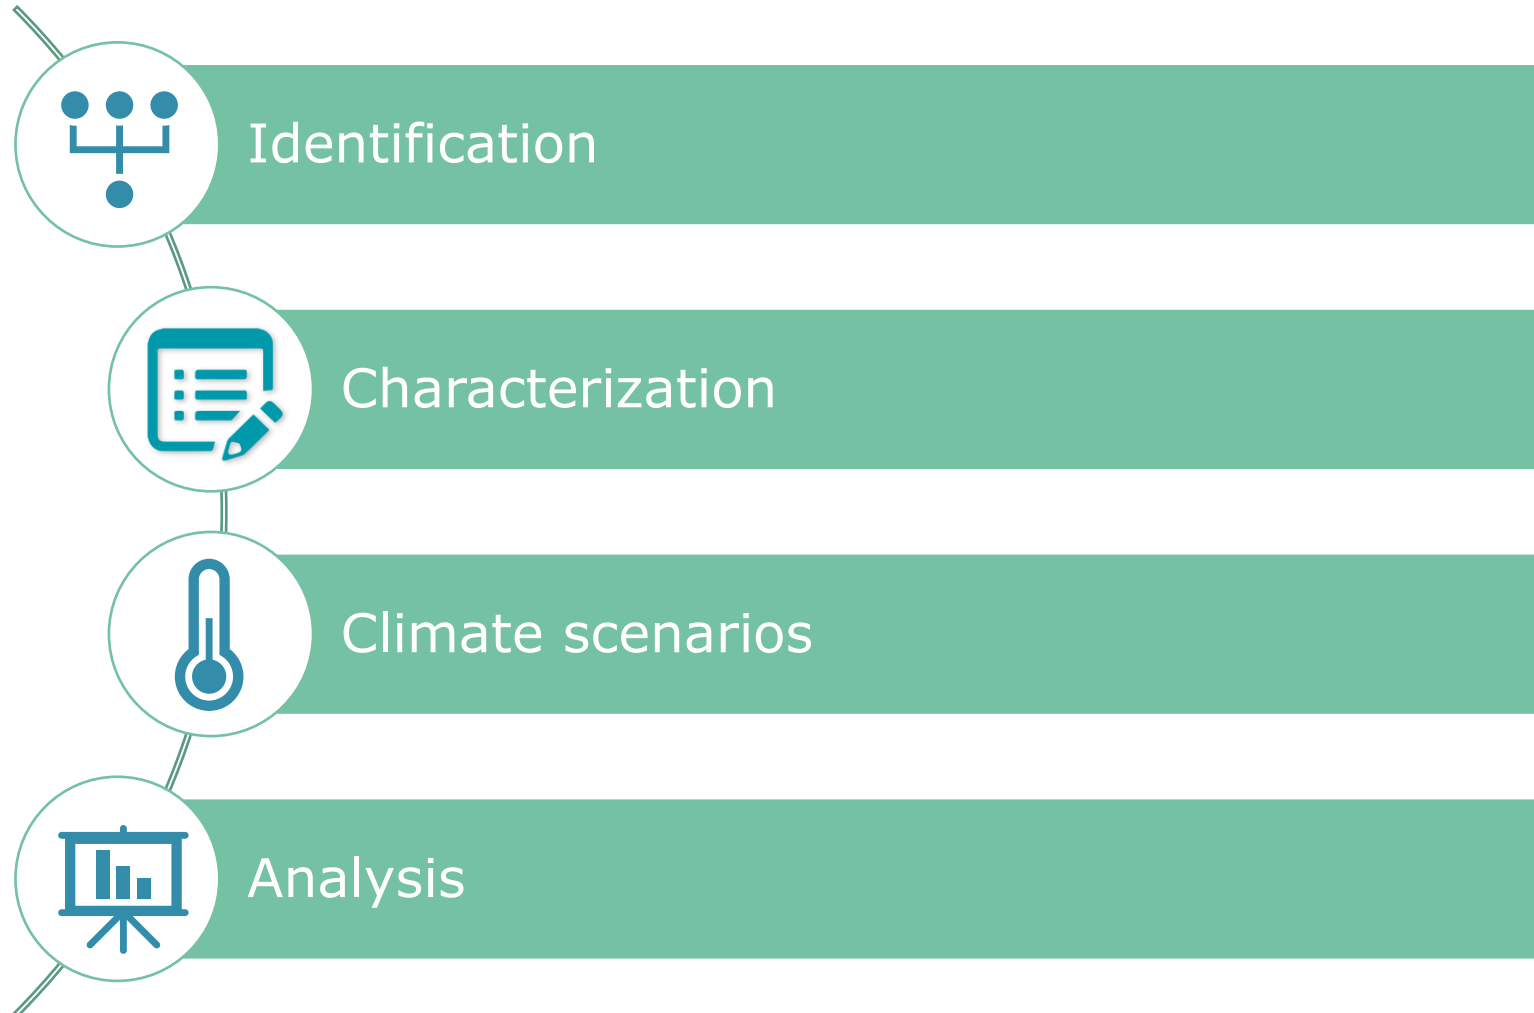 Identification
Characterization
Climate scenarios
Analysis